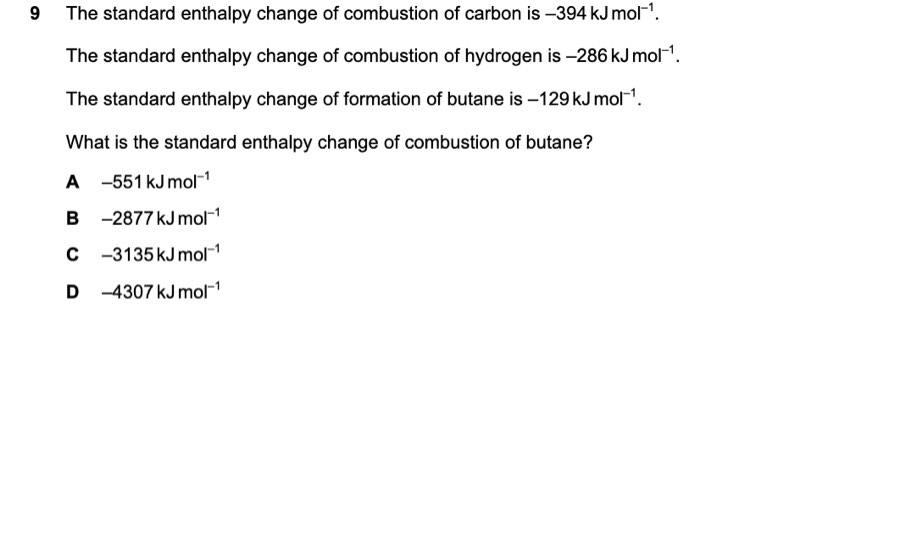 9 The standard enthalpy change of combustion of carbon is –394 kJ mol⁻¹.
The standard enthalpy change of combustion of hydrogen is –286 kJ mol⁻¹.
The standard enthalpy change of formation of butane is –129 kJ mol⁻¹.
What is the standard enthalpy change of combustion of butane?
A –551 kJ mol⁻¹
B –2877 kJ mol⁻¹
C –3135 kJ mol⁻¹
D –4307 kJ mol⁻¹